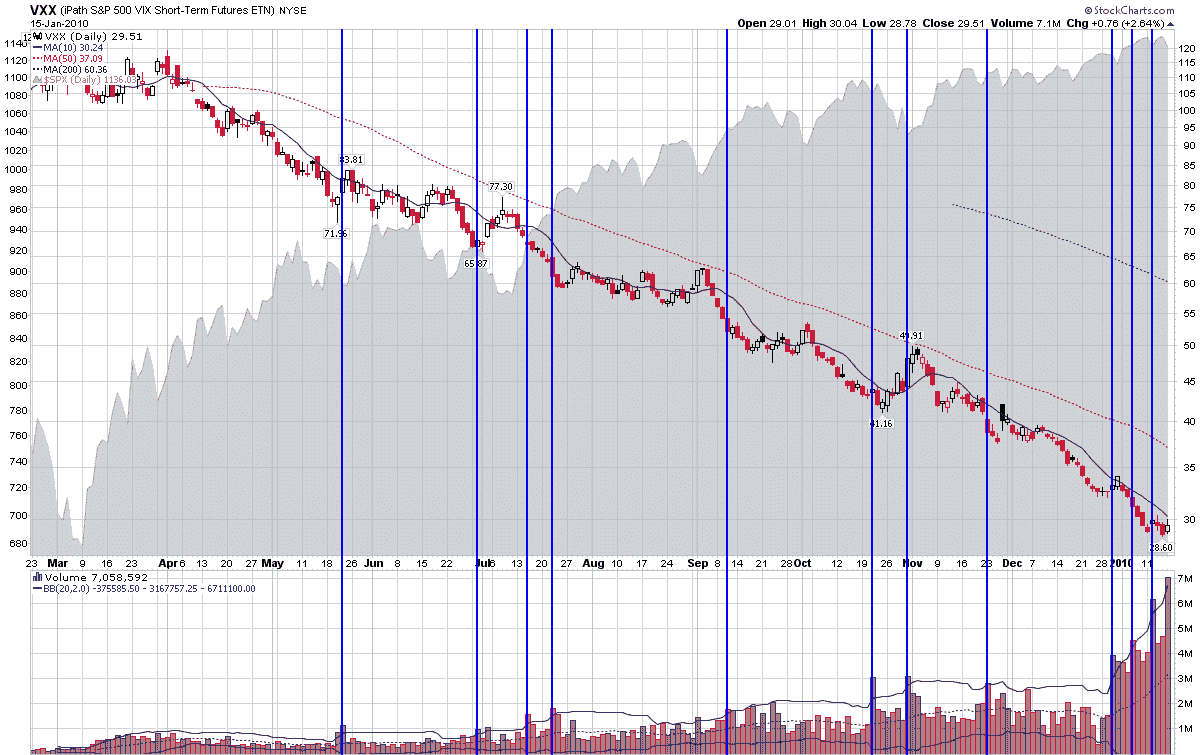 VXX (iPath S&P 500 VIX Short-Term Futures ETN) NYSE © StockCharts.com
15-Jan-2010 Open 29.01 High 30.04 Low 28.78 Close 29.51 Volume 7.1M Chg +0.76 (+2.64%)
VXX (Daily) 29.51
MA(10) 30.24
MA(50) 37.09
MA(200) 60.36
$SPX (Daily) 1136.03
1140
1120
1100
1080
1060
1040
1020
1000
980
960
940
920
900
880
860
840
820
800
780
760
740
720
700
680
120
115
110
105
100
95
90
85
80
75
70
65
60
55
50
45
40
35
30
83.81
71.96
77.30
65.87
49.91
41.16
28.60
23 Mar 9 16 23 Apr 6 13 20 27 May 11 18 26 Jun 8 15 22 Jul 6 13 20 27 Aug 10 17 24 Sep 8 14 21 28 Oct 12 19 26 Nov 9 16 23 Dec 7 14 21 28 2010 11
Volume 7,058,592
BB(20,2.0) -375585.50 - 3167757.25 - 6711100.00
7M
6M
5M
4M
3M
2M
1M